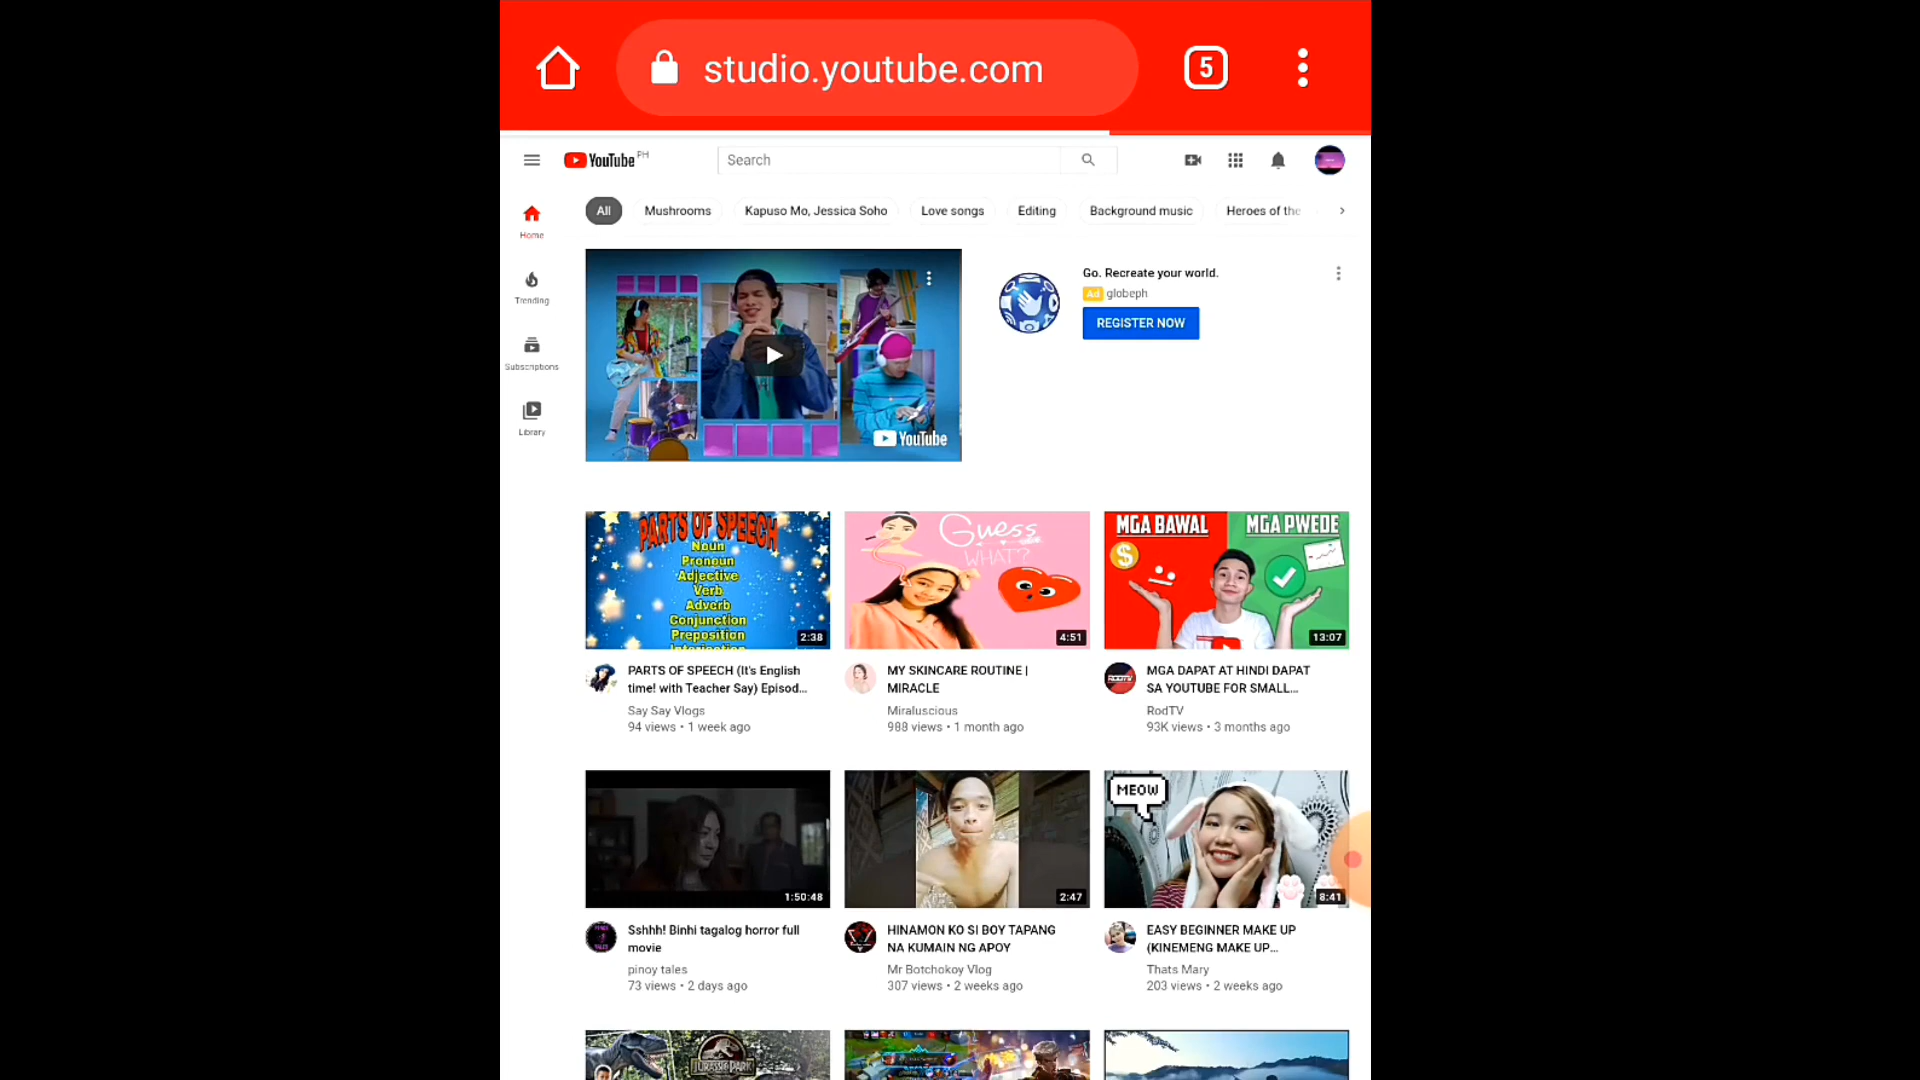 studio.youtube.com
5
YouTube PH
Search
All
Mushrooms
Kapuso Mo, Jessica Soho
Love songs
Editing
Background music
Heroes of the
Home
Trending
Subscriptions
Library
YouTube
Go. Recreate your world.
Ad globeph
REGISTER NOW
PARTS OF SPEECH
Noun
Pronoun
Adjective
Verb
Adverb
Conjunction
Preposition
2:38
Guess
WHAT?
4:51
MGA BAWAL
MGA PWEDE
13:07
PARTS OF SPEECH (It's English
time! with Teacher Say) Episod...
Say Say Vlogs
94 views • 1 week ago
MY SKINCARE ROUTINE |
MIRACLE
Miraluscious
988 views • 1 month ago
RODTV
MGA DAPAT AT HINDI DAPAT
SA YOUTUBE FOR SMALL...
RodTV
93K views • 3 months ago
1:50:48
2:47
MEOW
8:41
Sshhh! Binhi tagalog horror full
movie
pinoy tales
73 views • 2 days ago
HINAMON KO SI BOY TAPANG
NA KUMAIN NG APOY
Mr Botchokoy Vlog
307 views • 2 weeks ago
EASY BEGINNER MAKE UP
(KINEMENG MAKE UP...
Thats Mary
203 views • 2 weeks ago
JURASSIC PARK